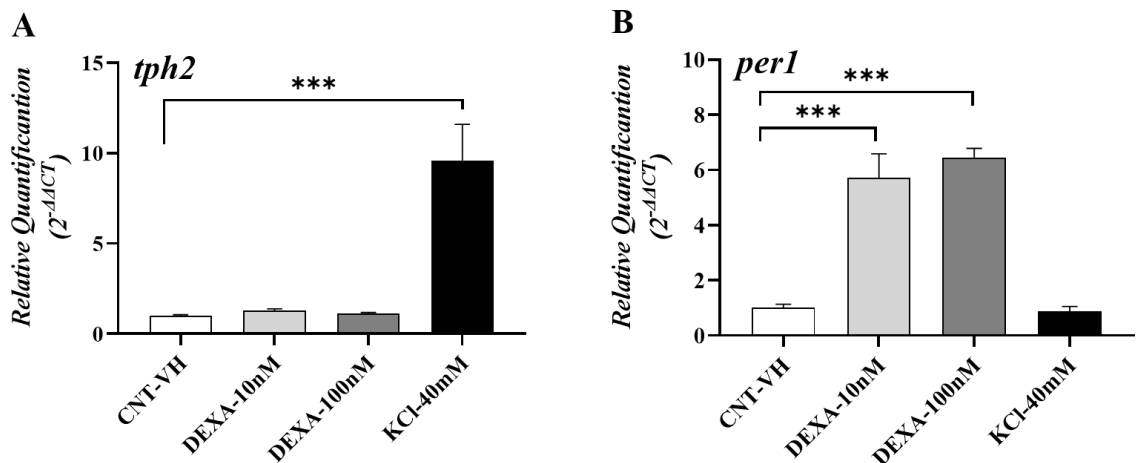 A
tph2
***
15
10
5
0
Relative Quantificantion
(2-ΔΔCT)
CNT-VH
DEXA-10nM
DEXA-100nM
KCl-40mM
B
per1
***
***
10
8
6
4
2
0
Relative Quantificantion
(2-ΔΔCT)
CNT-VH
DEXA-10nM
DEXA-100nM
KCl-40mM